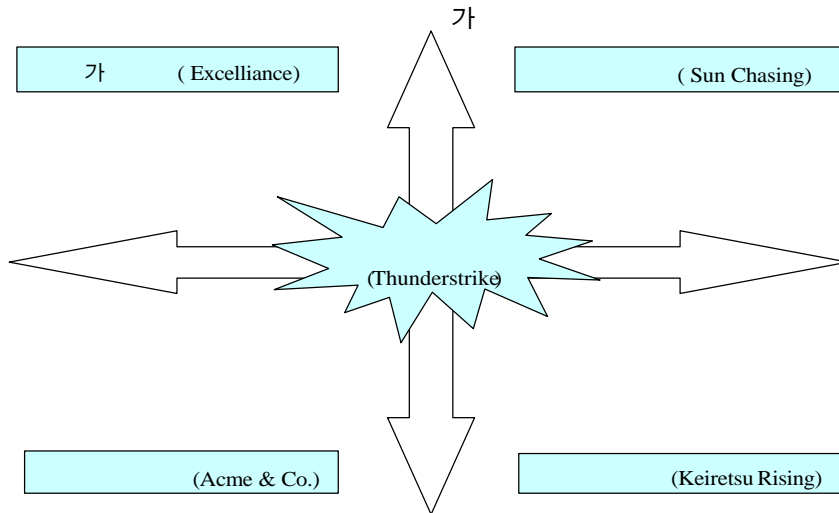 가
가 ( Excelliance)
( Sun Chasing)
(Thunderstrike)
(Acme & Co.)
(Keiretsu Rising)